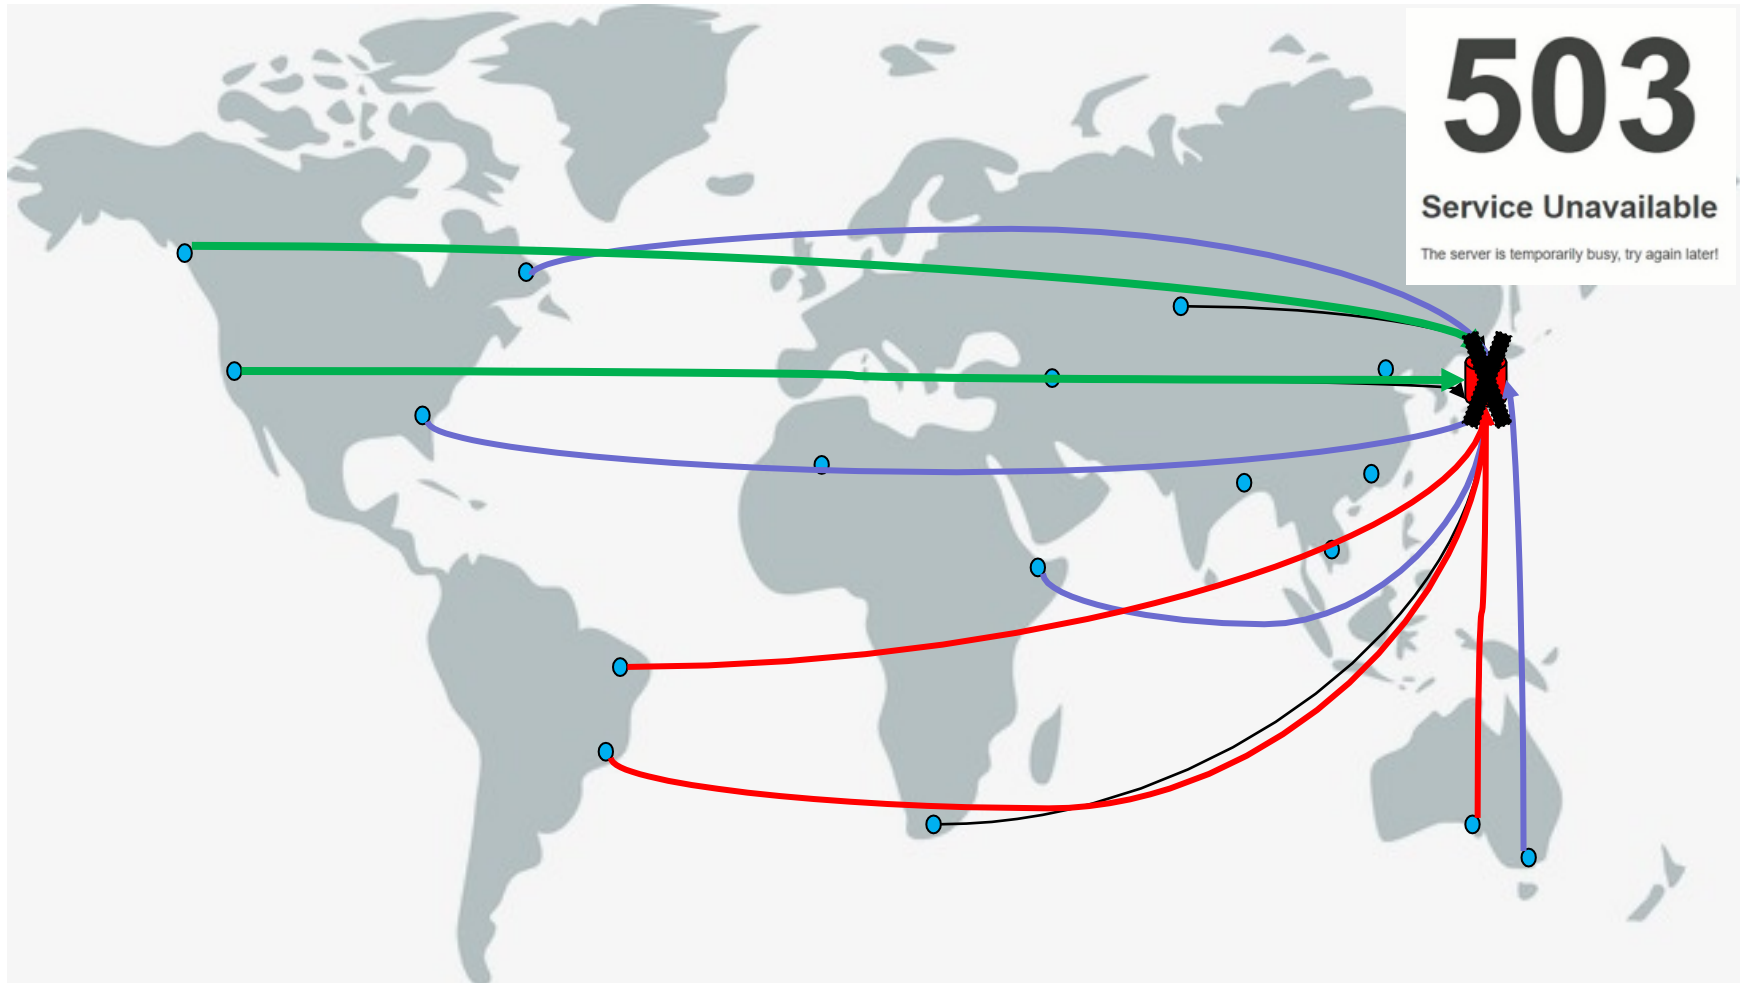 503
Service Unavailable
The server is temporarily busy, try again later!